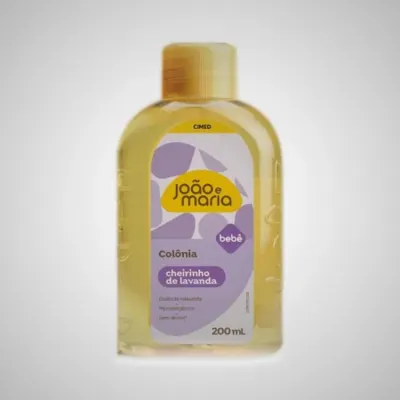 CIMED
joão e
maria
bebê
Colônia
cheirinho
de lavanda
200 mL